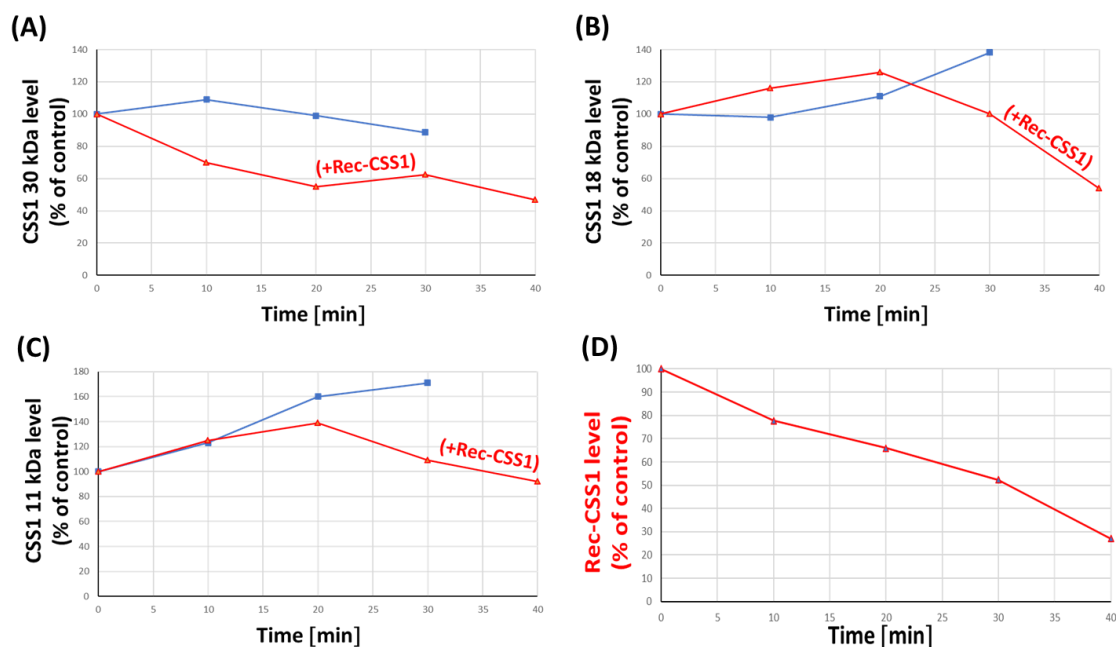 (A)
CSS1 30 kDa level
(% of control)
140
120
100
80
60
40
20
0
(+Rec-CSS1)
0 5 10 15 20 25 30 35 40
Time [min]
(B)
CSS1 18 kDa level
(% of control)
140
120
100
80
60
40
20
0
(+Rec-CSS1)
0 5 10 15 20 25 30 35 40
Time [min]
(C)
CSS1 11 kDa level
(% of control)
180
160
140
120
100
80
60
40
20
0
(+Rec-CSS1)
0 5 10 15 20 25 30 35 40
Time [min]
(D)
Rec-CSS1 level
(% of control)
100
90
80
70
60
50
40
30
20
10
0
0 5 10 15 20 25 30 35 40
Time [min]